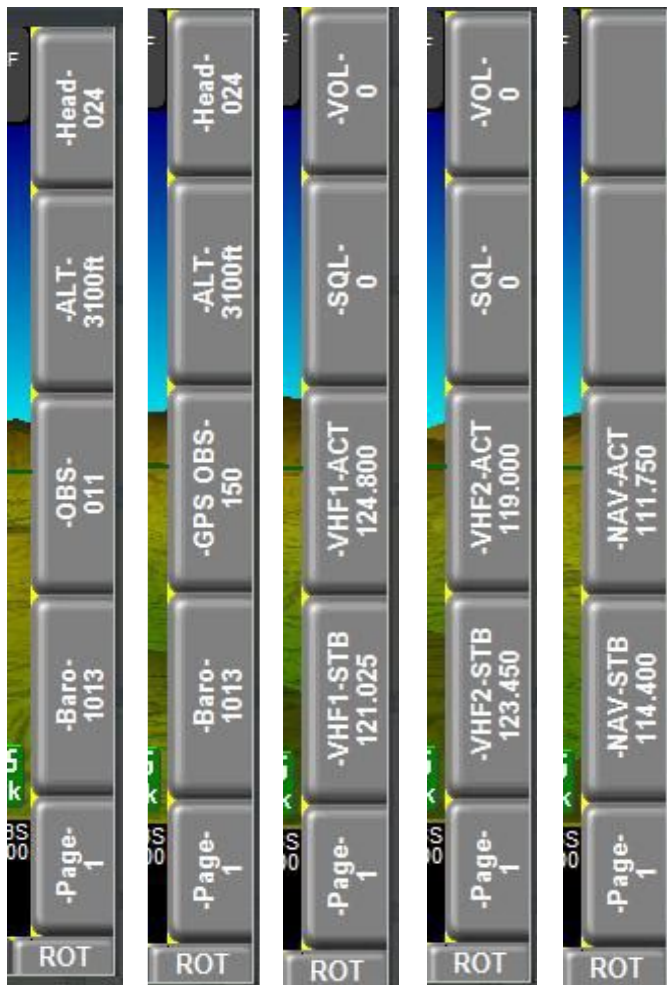 -Head-
024
-ALT-
3100ft
-OBS-
011
-Baro-
1013
-Page-
1
ROT
-Head-
024
-ALT-
3100ft
-GPS OBS-
150
-Baro-
1013
-Page-
1
ROT
-VOL-
0
-SQL-
0
-VHF1-ACT
124.800
-VHF1-STB
121.025
-Page-
1
ROT
-VOL-
0
-SQL-
0
-VHF2-ACT
119.000
-VHF2-STB
123.450
-Page-
1
ROT
-NAV-ACT
111.750
-NAV-STB
114.400
-Page-
1
ROT